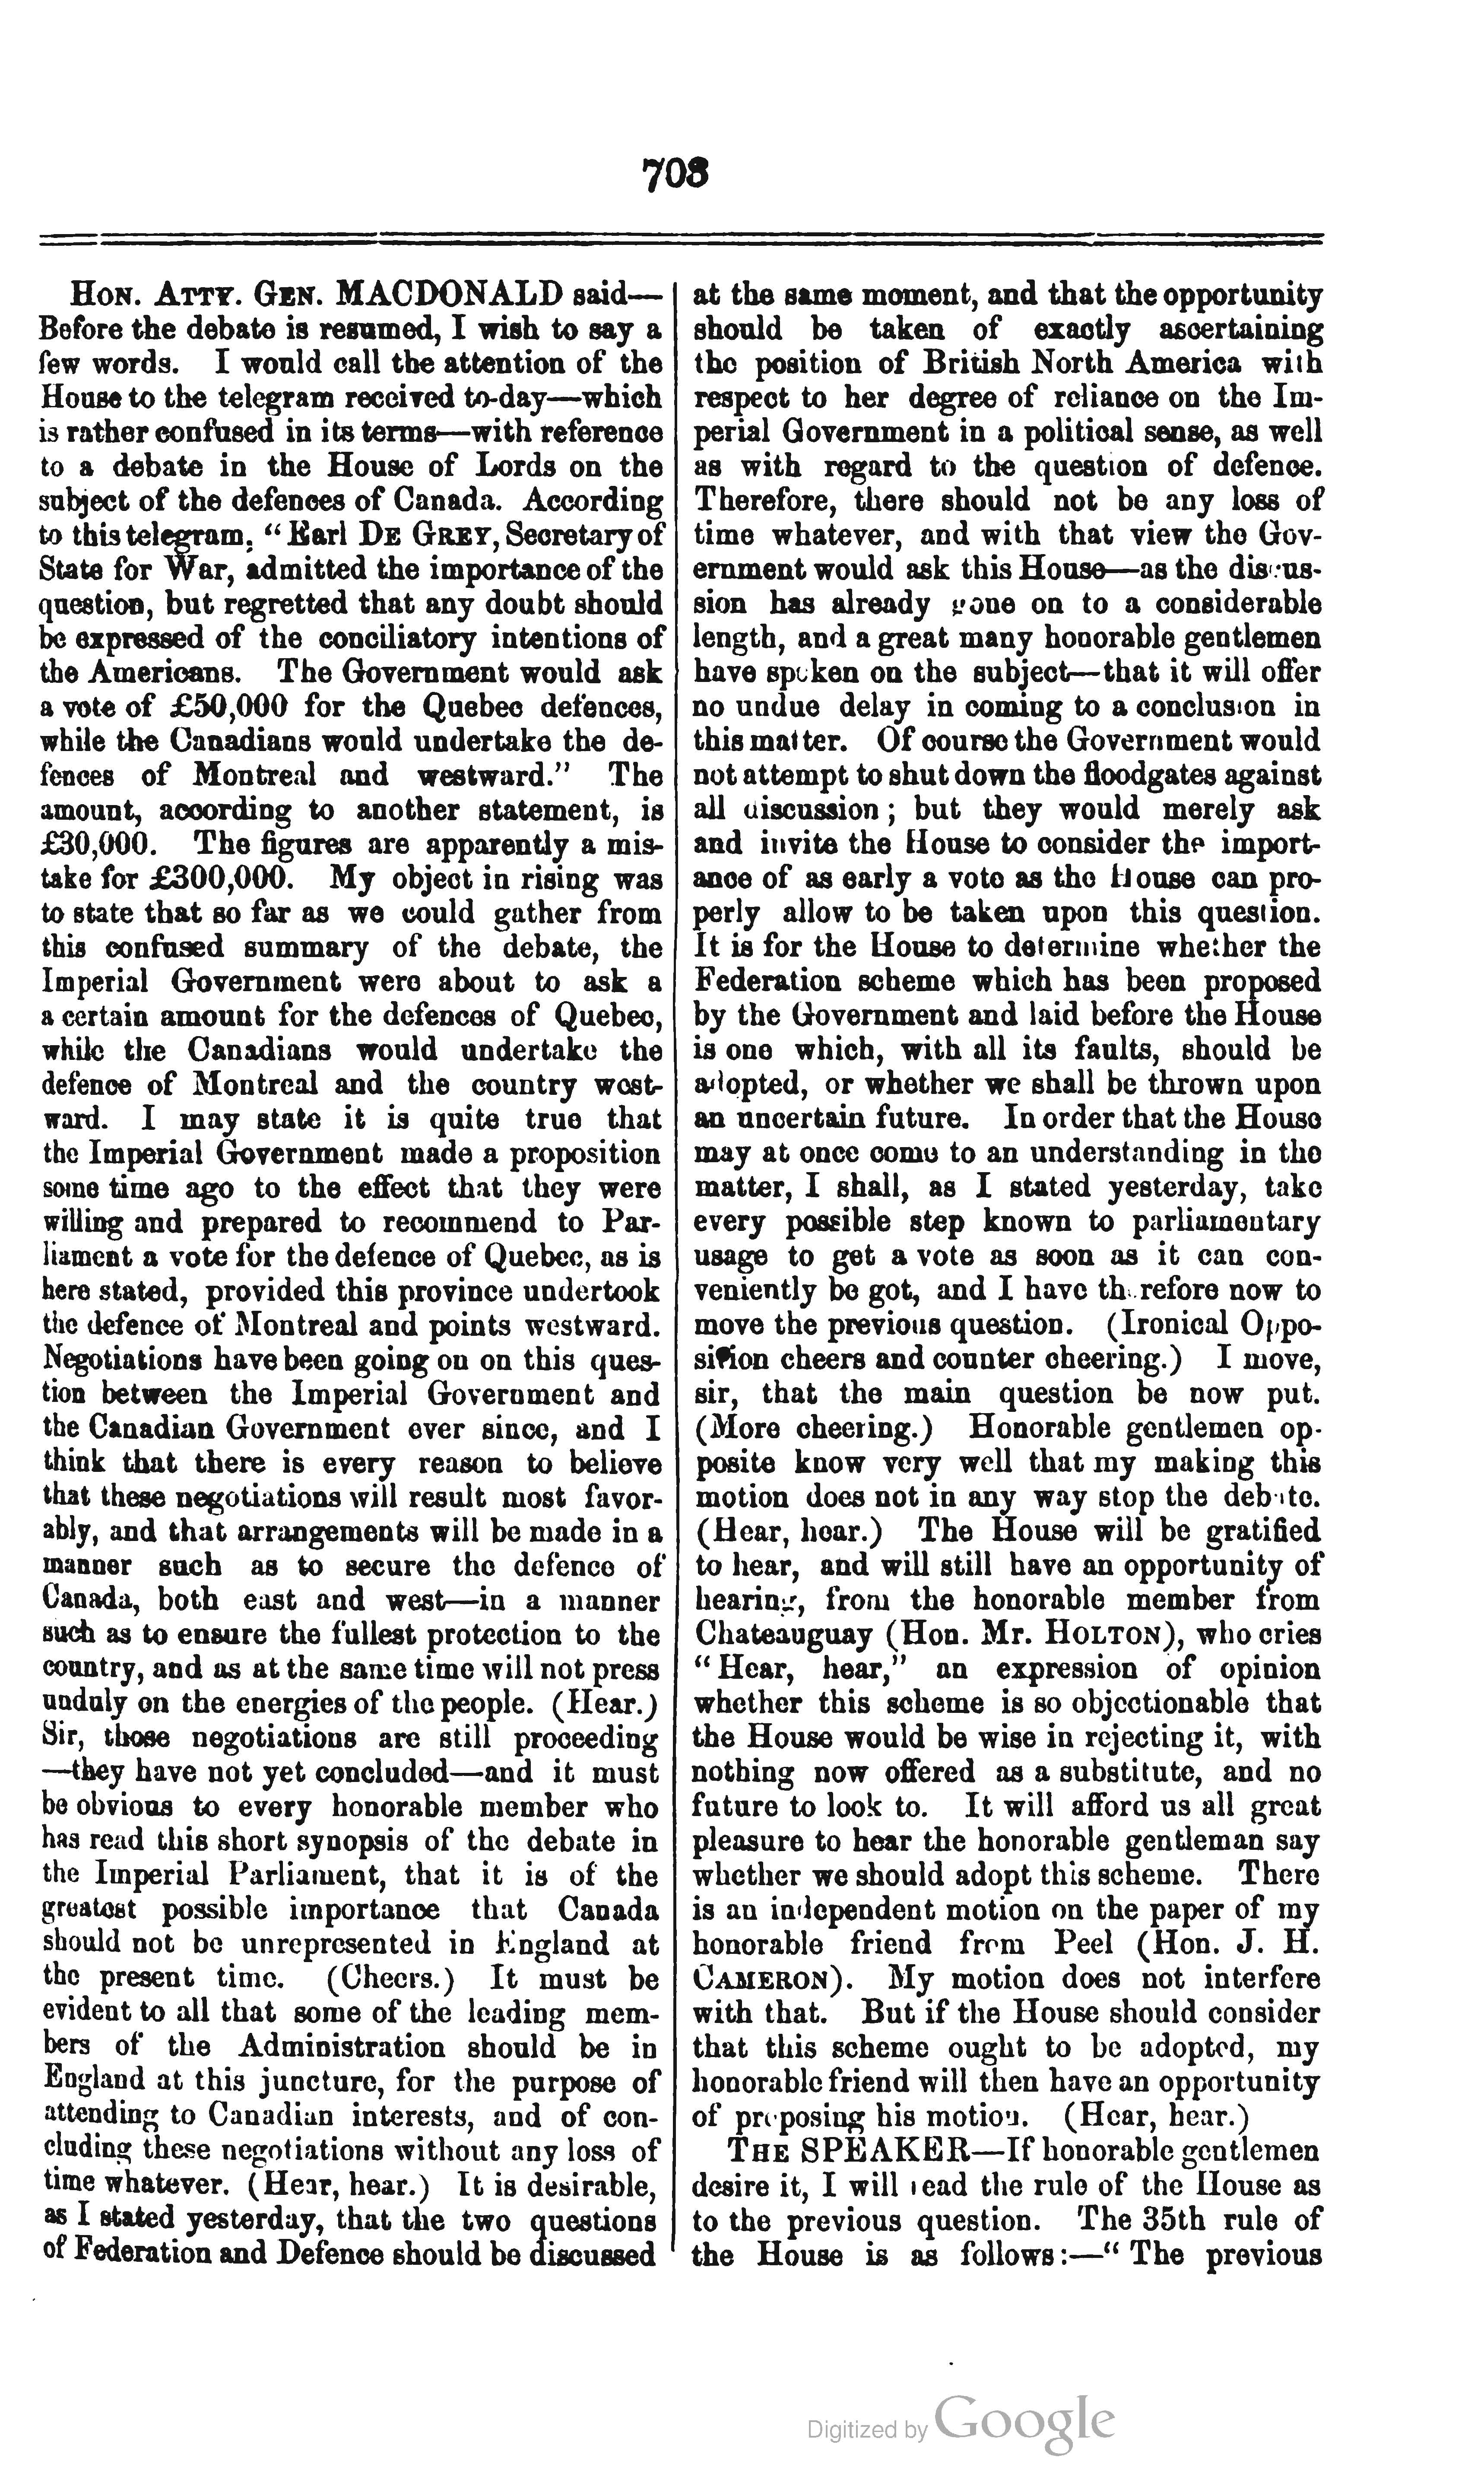 703
HON. ATTY. GEN. MACDONALD said—
Before the debate is resumed, I wish to say a
few words. I would call the attention of the
House to the telegram received to-day—which
is rather confused in its terms—with reference
to a debate in the House of Lords on the
subject of the defences of Canada. According
to this telegram. "Earl DE GREY, Secretary of
State for War, admitted the importance of the
question, but regretted that any doubt should
be expressed of the conciliatory intentions of
the Americans. The Government would ask
a vote of £50,000 for the Quebec defences,
while the Canadians would undertake the de-
fences of Montreal and westward." The
amount, according to another statement, is
£30,000. The figures are apparently a mis-
take for £300,000. My object in rising was
to state that so far as we could gather from
this confused summary of the debate, the
Imperial Government were about to ask a
a certain amount for the defences of Quebec,
while the Canadians would undertake the
defence of Montreal and the country west-
ward. I may state it is quite true that
the Imperial Government made a proposition
some time ago to the effect that they were
willing and prepared to recommend to Par-
liament a vote for the defence of Quebec, as is
here stated, provided this province undertook
the defence of Montreal and points westward.
Negotiations have been going on on this ques-
tion between the Imperial Government and
the Canadian Government ever since, and I
think that there is every reason to believe
that these negotiations will result most favor-
ably, and that arrangements will be made in a
manner such as to secure the defence of
Canada, both east and west—in a manner
such as to ensure the fullest protection to the
country, and as at the same time will not press
unduly on the energies of the people. (Hear.)
Sir, those negotiations are still proceeding
—they have not yet concluded—and it must
be obvious to every honorable member who
has read this short synopsis of the debate in
the Imperial Parliament, that it is of the
greatest possible importance that Canada
should not be unrepresented in England at
the present time. (Cheers.) It must be
evident to all that some of the leading mem-
bers of the Administration should be in
England at this juncture, for the purpose of
attending to Canadian interests, and of con-
cluding these negotiations without any loss of
time whatever. (Hear, hear.) It is desirable,
as I stated yesterday, that the two questions
of Federation and Defence should be discussed
at the same moment, and that the opportunity
should be taken of exactly ascertaining
the position of British North America with
respect to her degree of reliance on the Im-
perial Government in a political sense, as well
as with regard to the question of defence.
Therefore, there should not be any loss of
time whatever, and with that view the Gov-
ernment would ask this House—as the discus-
sion has already gone on to a considerable
length, and a great many honorable gentlemen
have spoken on the subject—that it will offer
no undue delay in coming to a conclusion in
this matter. Of course the Government would
not attempt to shut down the floodgates against
all discussion; but they would merely ask
and invite the House to consider the import-
ance of as early a vote as the House can pro-
perly allow to be taken upon this question.
It is for the House to determine whether the
Federation scheme which has been proposed
by the Government and laid before the House
is one which, with all its faults, should be
adopted, or whether we shall be thrown upon
an uncertain future. In order that the House
may at once come to an understanding in the
matter, I shall, as I stated yesterday, take
every possible step known to parliamentary
usage to get a vote as soon as it can con-
veniently be got, and I have therefore now to
move the previous question. (Ironical Oppo-
sition cheers and counter cheering.) I move,
sir, that the main question be now put.
(More cheering.) Honorable gentlemen op-
posite know very well that my making this
motion does not in any way stop the debate.
(Hear, hear.) The House will be gratified
to hear, and will still have an opportunity of
hearing, from the honorable member from
Chateauguay (Hon. Mr. HOLTON), who cries
"Hear, hear," an expression of opinion
whether this scheme is so objectionable that
the House would be wise in rejecting it, with
nothing now offered as a substitute, and no
future to look to. It will afford us all great
pleasure to hear the honorable gentleman say
whether we should adopt this scheme. There
is an independent motion on the paper of my
honorable friend from Peel (Hon. J. H.
CAMERON). My motion does not interfere
with that. But if the House should consider
that this scheme ought to be adopted, my
honorable friend will then have an opportunity
of proposing his motion. (Hear, hear.)
THE SPEAKER—If honorable gentlemen
desire it, I will read the rule of the House as
to the previous question. The 35th rule of
the House is as follows:—"The previous
Digitized by Google